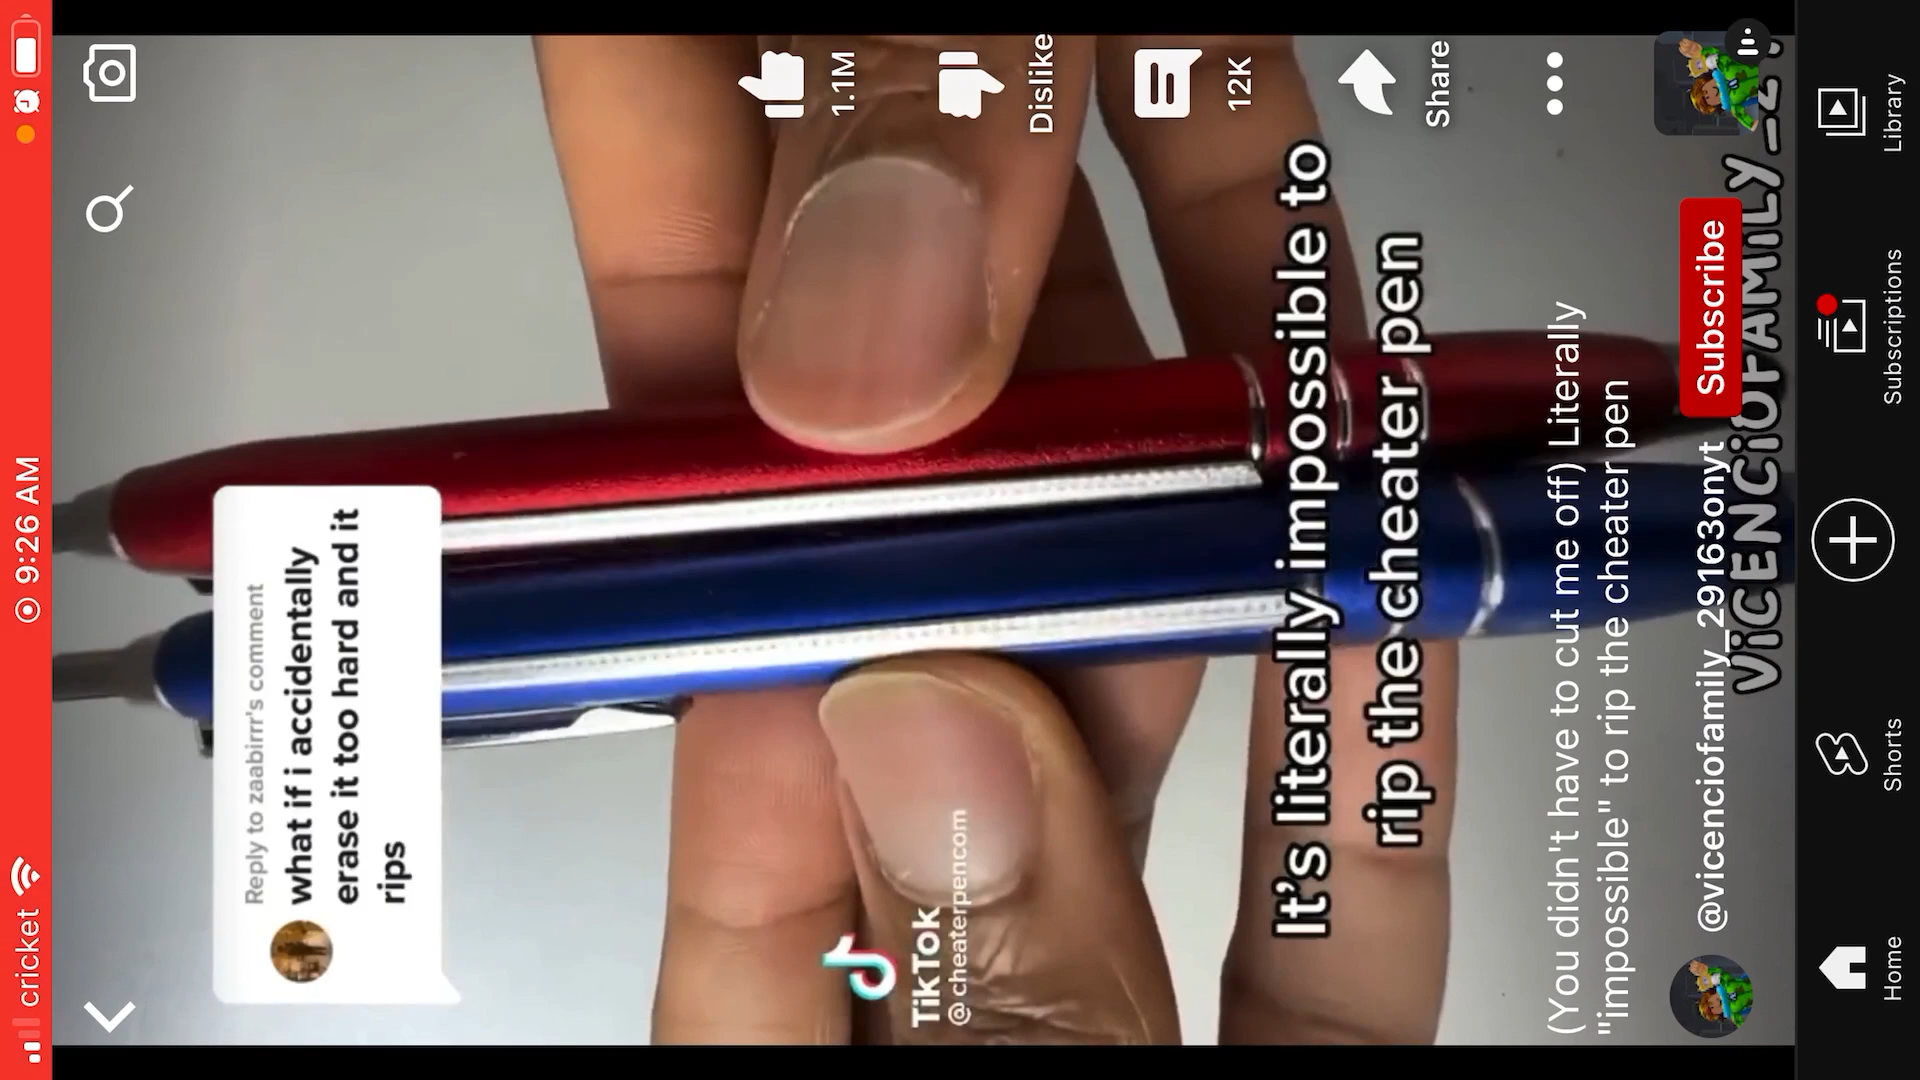 cricket
9:26 AM
Reply to zaabirrr's comment
what if i accidentally
erase it too hard and it
rips
1.1M
Dislike
12K
Share
TikTok
@cheaterpencom
It's literally impossible to
rip the cheater pen
(You didn't have to cut me off) Literally
"impossible" to rip the cheater pen
@vicenciofamily_29163onyt
Subscribe
Home
Shorts
Subscriptions
Library